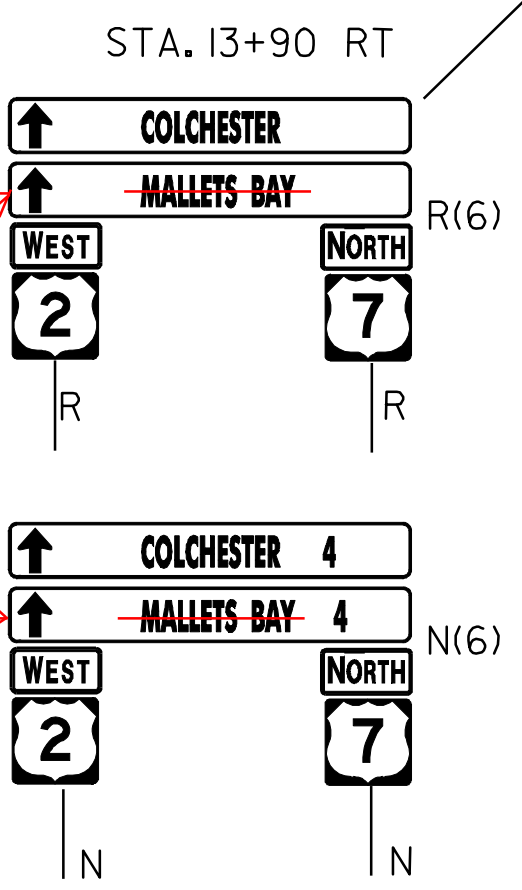 STA. 13+90 RT
COLCHESTER
MALLETS BAY
R(6)
WEST NORTH
2 7
R R
COLCHESTER 4
MALLETS BAY 4
N(6)
WEST NORTH
2 7
N N